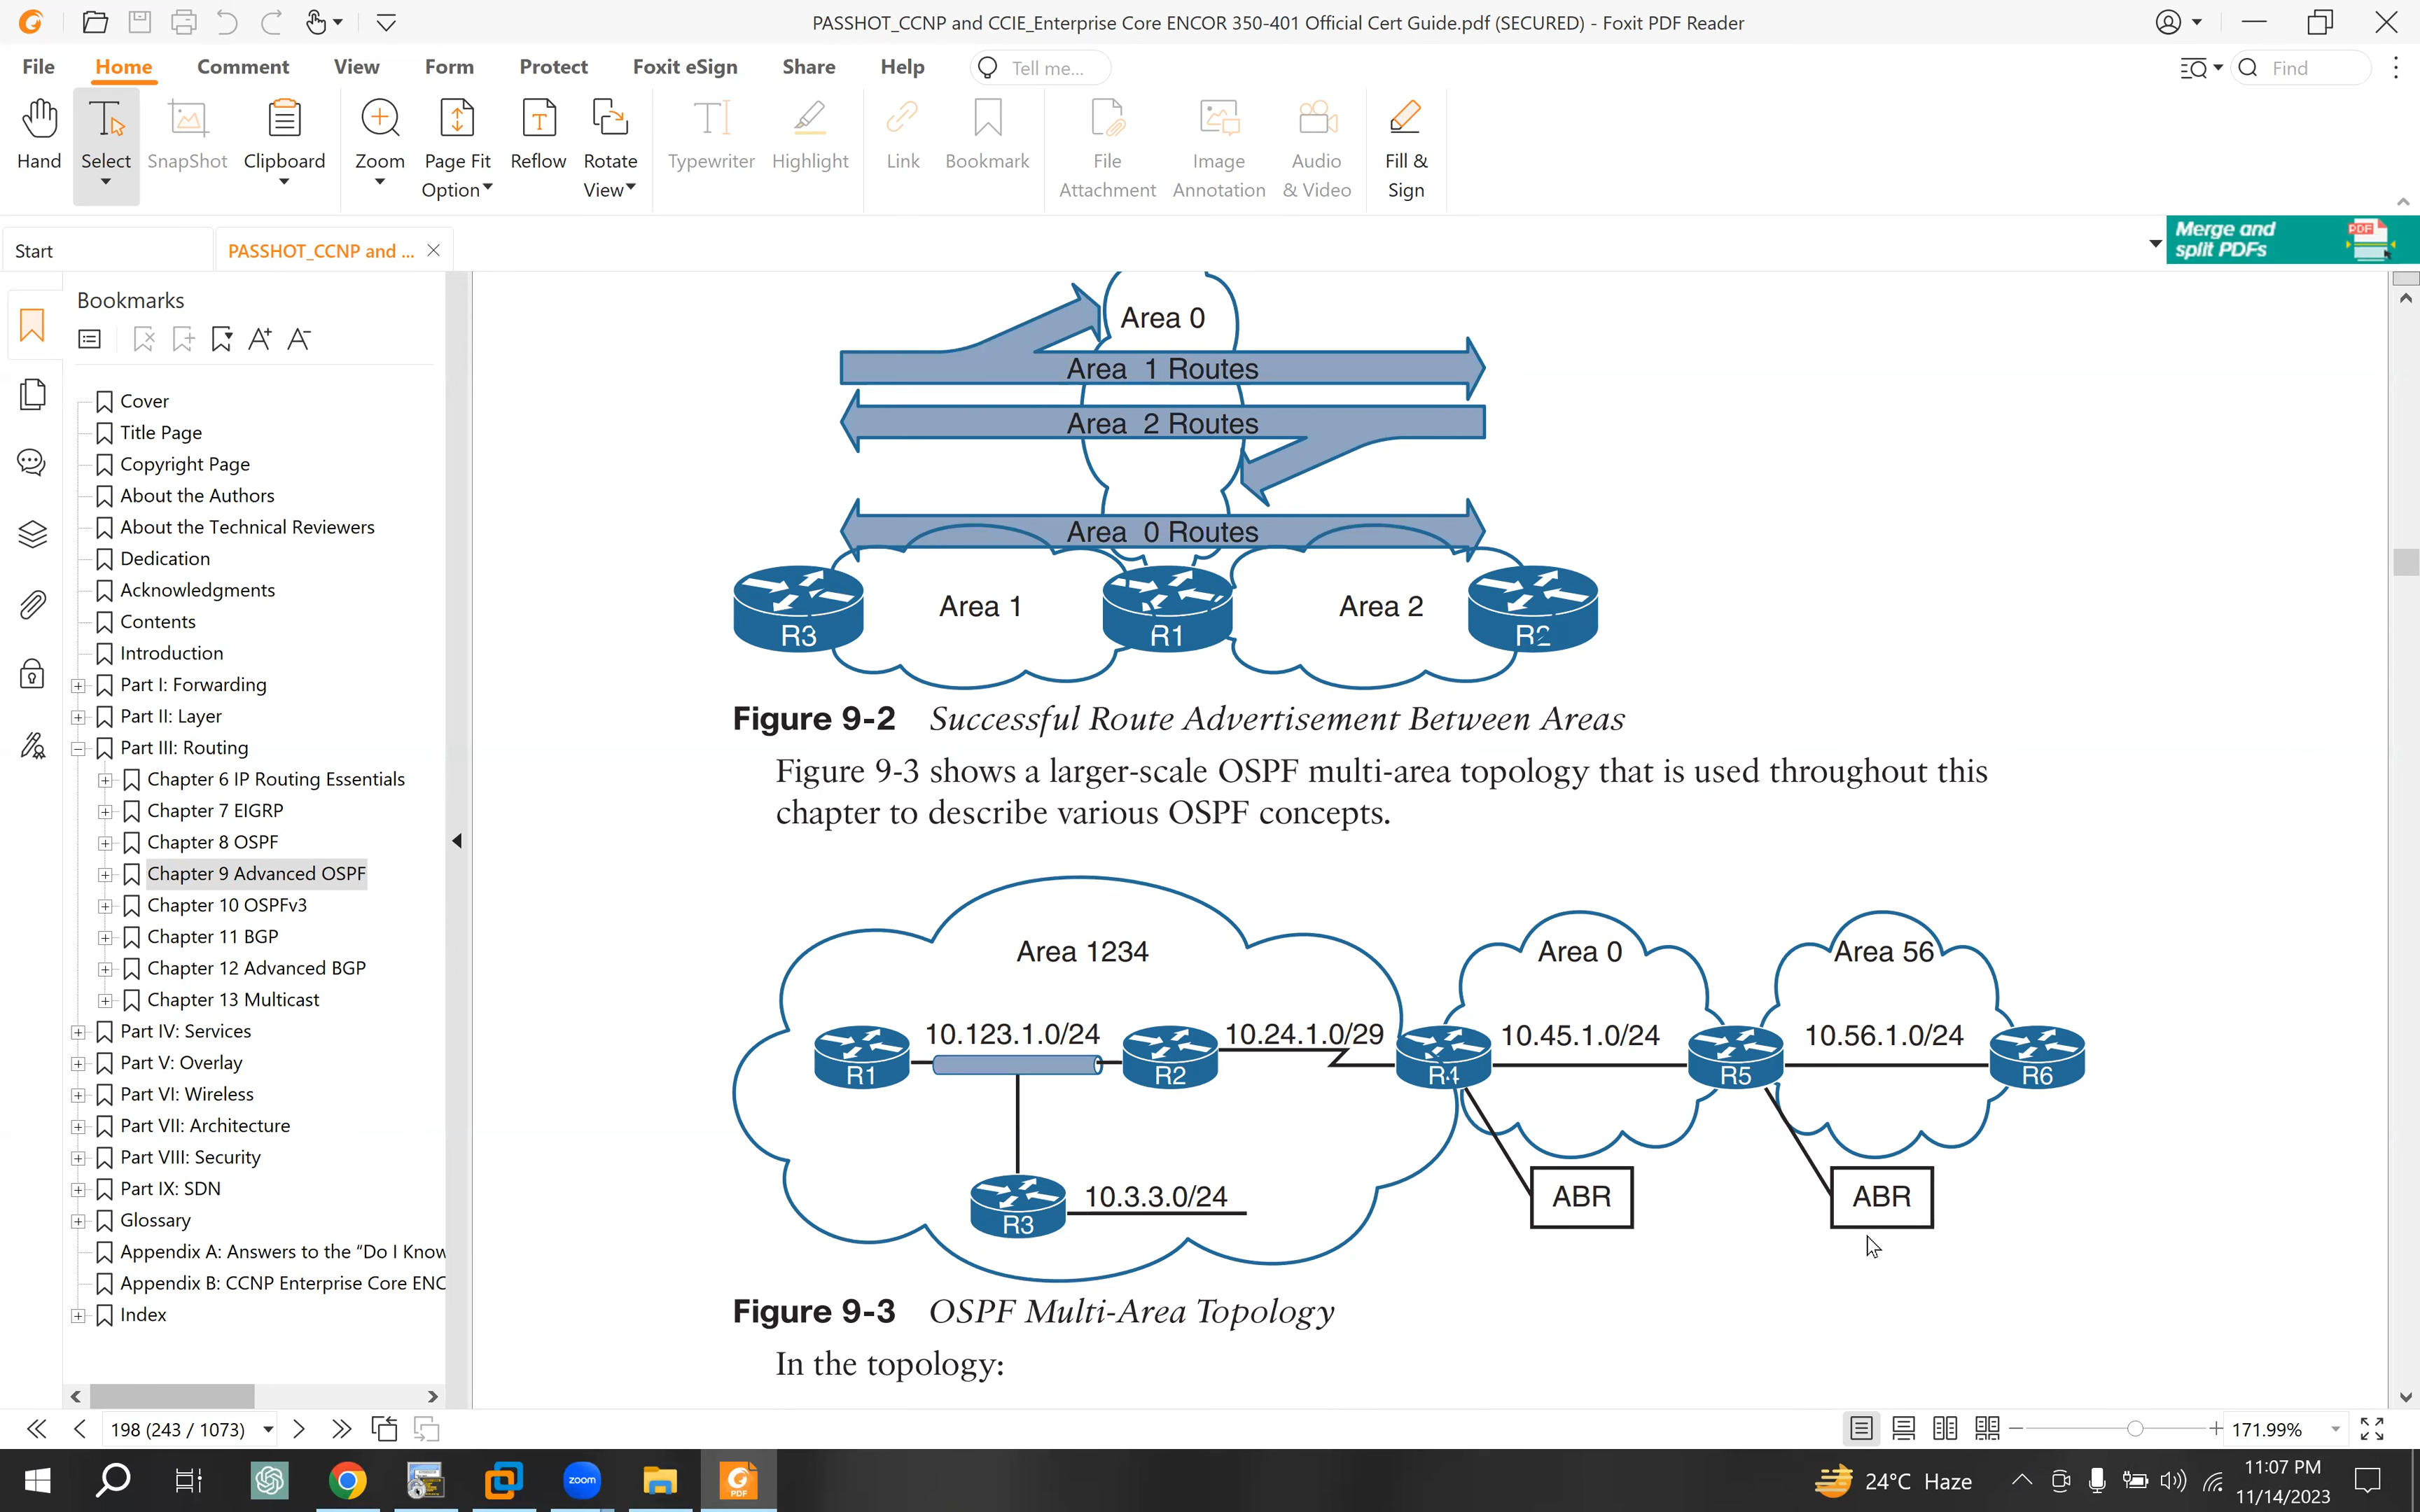 PASSHOT_CCNP and CCIE_Enterprise Core ENCOR 350-401 Official Cert Guide.pdf (SECURED) - Foxit PDF Reader
File Home Comment View Form Protect Foxit eSign Share Help Tell me... Find
Hand Select SnapShot Clipboard Zoom Page Fit Option Reflow Rotate View Typewriter Highlight Link Bookmark File Attachment Image Annotation Audio & Video Fill & Sign
Start PASSHOT_CCNP and ...
Merge and
split PDFs
PDF
Bookmarks
Cover
Title Page
Copyright Page
About the Authors
About the Technical Reviewers
Dedication
Acknowledgments
Contents
Introduction
Part I: Forwarding
Part II: Layer
Part III: Routing
Chapter 6 IP Routing Essentials
Chapter 7 EIGRP
Chapter 8 OSPF
Chapter 9 Advanced OSPF
Chapter 10 OSPFv3
Chapter 11 BGP
Chapter 12 Advanced BGP
Chapter 13 Multicast
Part IV: Services
Part V: Overlay
Part VI: Wireless
Part VII: Architecture
Part VIII: Security
Part IX: SDN
Glossary
Appendix A: Answers to the “Do I Know
Appendix B: CCNP Enterprise Core ENC
Index
Area 0
Area 1 Routes
Area 2 Routes
Area 0 Routes
Area 1 Area 2
R3 R1 R2
Figure 9-2 Successful Route Advertisement Between Areas
Figure 9-3 shows a larger-scale OSPF multi-area topology that is used throughout this
chapter to describe various OSPF concepts.
Area 1234 Area 0 Area 56
10.123.1.0/24 10.24.1.0/29 10.45.1.0/24 10.56.1.0/24
R1 R2 R4 R5 R6
10.3.3.0/24 ABR ABR
R3
Figure 9-3 OSPF Multi-Area Topology
In the topology:
198 (243 / 1073) 171.99%
zoom
PDF
24°C Haze
11:07 PM
11/14/2023